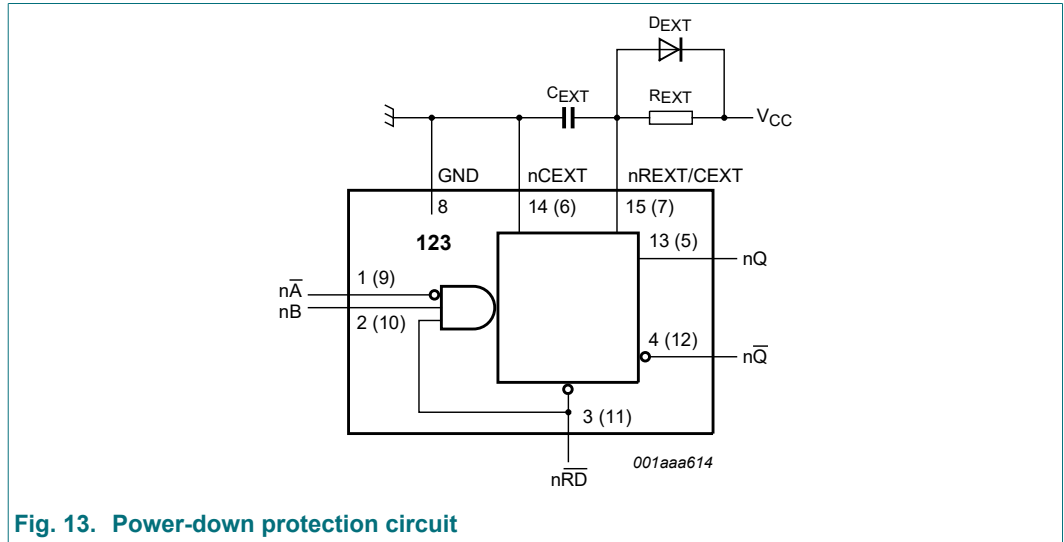 DEXT
CEXT
REXT
VCC
GND
nCEXT
nREXT/CEXT
8
14 (6)
15 (7)
123
13 (5)
nQ
1 (9)
nA̅
nB
2 (10)
4 (12)
nQ̅
3 (11)
001aaa614
nR̅D̅
Fig. 13. Power-down protection circuit